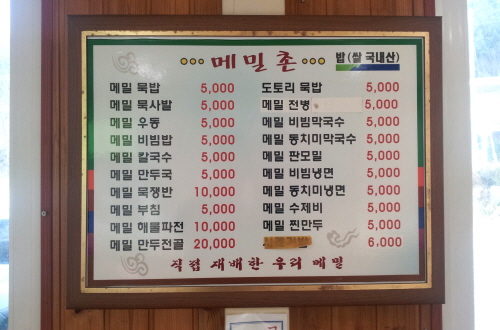 메밀촌
밥(쌀 국내산)
메밀 묵밥 5,000
메밀 묵사발 5,000
메밀 우동 5,000
메밀 비빔밥 5,000
메밀 칼국수 5,000
메밀 만두국 5,000
메밀 묵쟁반 10,000
메밀 부침 5,000
메밀 해물파전 10,000
메밀 만두전골 20,000
도토리 묵밥 5,000
메밀 전병 5,000
메밀 비빔막국수 5,000
메밀 동치미막국수 5,000
메밀 판모밀 5,000
메밀 비빔냉면 5,000
메밀 동치미냉면 5,000
메밀 수제비 5,000
메밀 찐만두 5,000
6,000
직접 재배한 우리 메밀